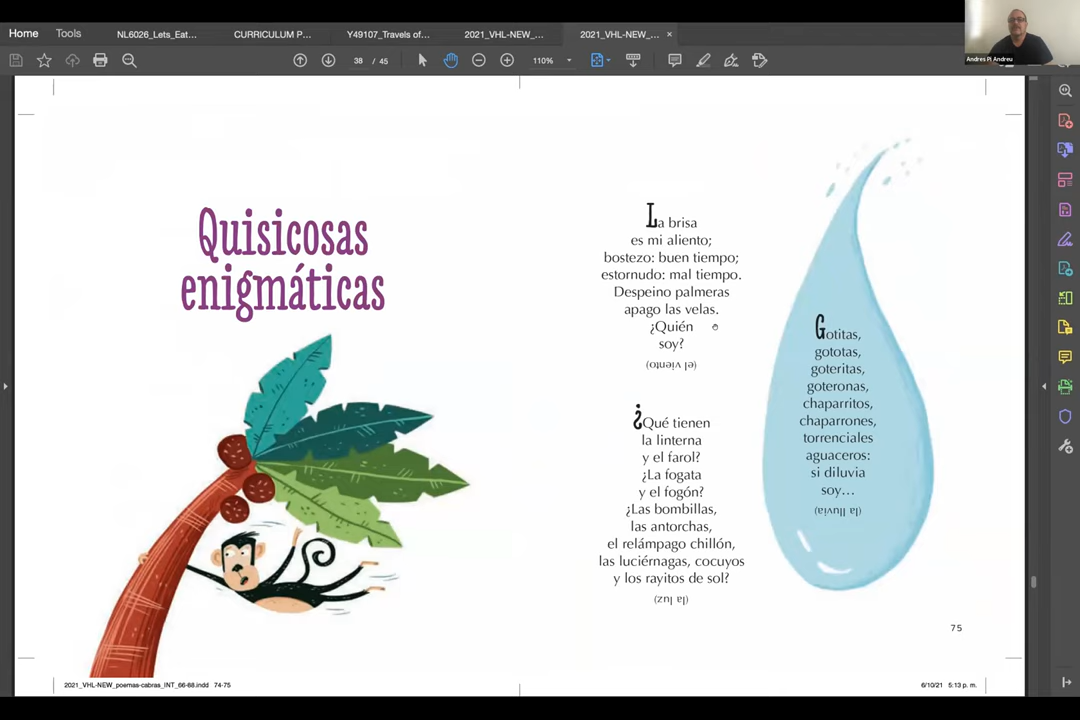 Home Tools NL6026_Lets_Eat... CURRICULUM P... Y49107_Travels of... 2021_VHL-NEW_... 2021_VHL-NEW_... ×
38 / 45 110%
Andres Pi Andreu
Quisicosas
enigmáticas
La brisa
es mi aliento;
bostezo: buen tiempo;
estornudo: mal tiempo.
Despeino palmeras
apago las velas.
¿Quién
soy?
(el viento)
¿Qué tienen
la linterna
y el farol?
¿La fogata
y el fogón?
¿Las bombillas,
las antorchas,
el relámpago chillón,
las luciérnagas, cocuyos
y los rayitos de sol?
(la luz)
Gotitas,
gototas,
goteritas,
goteronas,
chaparritos,
chaparrones,
torrenciales
aguaceros:
si diluvia
soy...
(la lluvia)
75
2021_VHL-NEW_poemas-cabras_INT_66-88.indd 74-75
6/10/21 5:13 p. m.